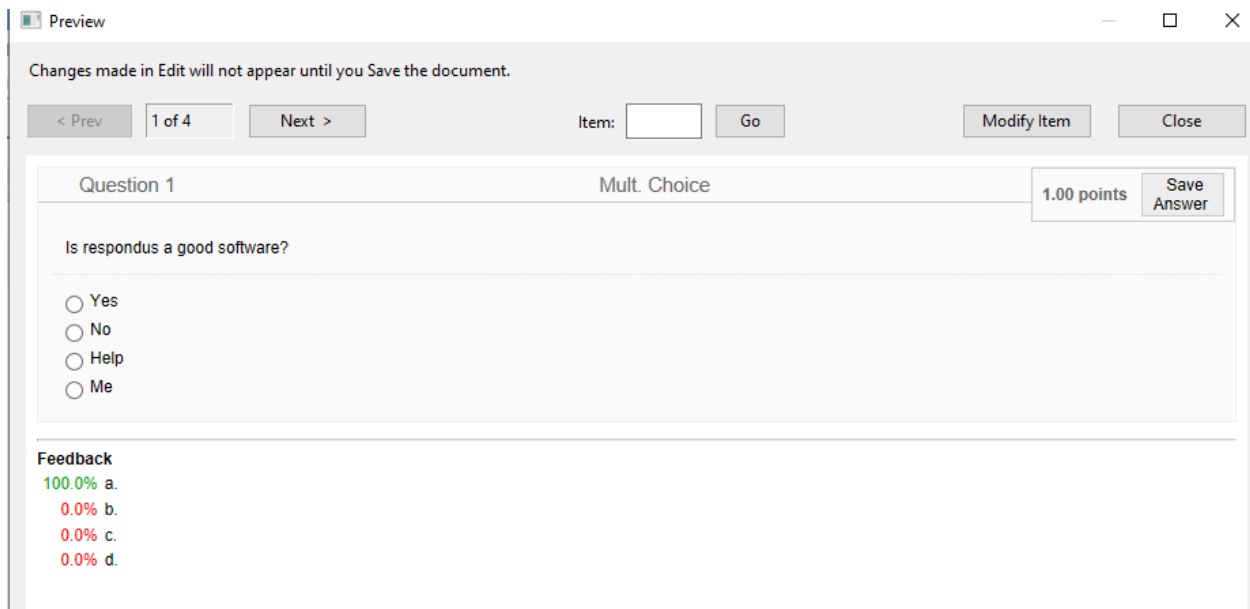 Preview
Changes made in Edit will not appear until you Save the document.
< Prev 1 of 4 Next > Item: Go Modify Item Close
Question 1 Mult. Choice 1.00 points Save
Answer
Is respondus a good software?
Yes
No
Help
Me
Feedback
100.0% a.
0.0% b.
0.0% c.
0.0% d.